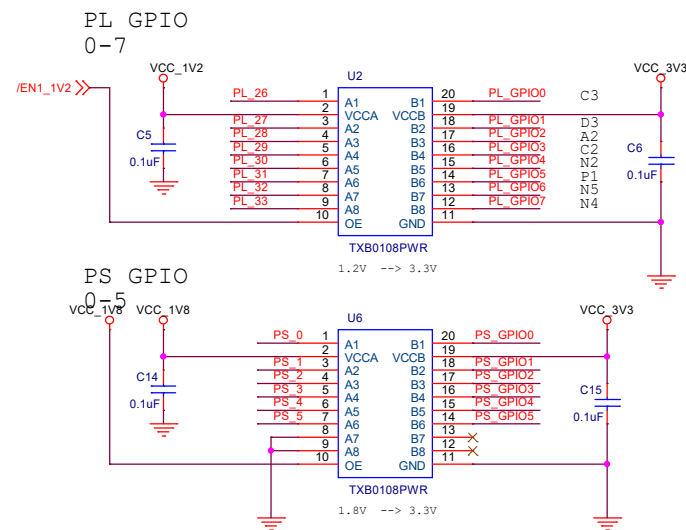 PL GPIO
0-7
/EN1_1V2
VCC_1V2
VCC_3V3
U2
PL_26 1 A1 B1 20 PL_GPIO0 C3
2 VCCA VCCB 19
PL_27 3 A2 B2 18 PL_GPIO1 D3
PL_28 4 A3 B3 17 PL_GPIO2 A2
PL_29 5 A4 B4 16 PL_GPIO3 C2
PL_30 6 A5 B5 15 PL_GPIO4 N2
PL_31 7 A6 B6 14 PL_GPIO5 P1
PL_32 8 A7 B7 13 PL_GPIO6 N5
PL_33 9 A8 B8 12 PL_GPIO7 N4
10 OE GND 11
C5
0.1uF
C6
0.1uF
TXB0108PWR
1.2V --> 3.3V
PS GPIO
0-5
VCC_1V8
VCC_1V8
VCC_3V3
U6
PS_0 1 A1 B1 20 PS_GPIO0
2 VCCA VCCB 19
PS_1 3 A2 B2 18 PS_GPIO1
PS_2 4 A3 B3 17 PS_GPIO2
PS_3 5 A4 B4 16 PS_GPIO3
PS_4 6 A5 B5 15 PS_GPIO4
PS_5 7 A6 B6 14 PS_GPIO5
8 A7 B7 13
9 A8 B8 12
10 OE GND 11
C14
0.1uF
C15
0.1uF
TXB0108PWR
1.8V --> 3.3V